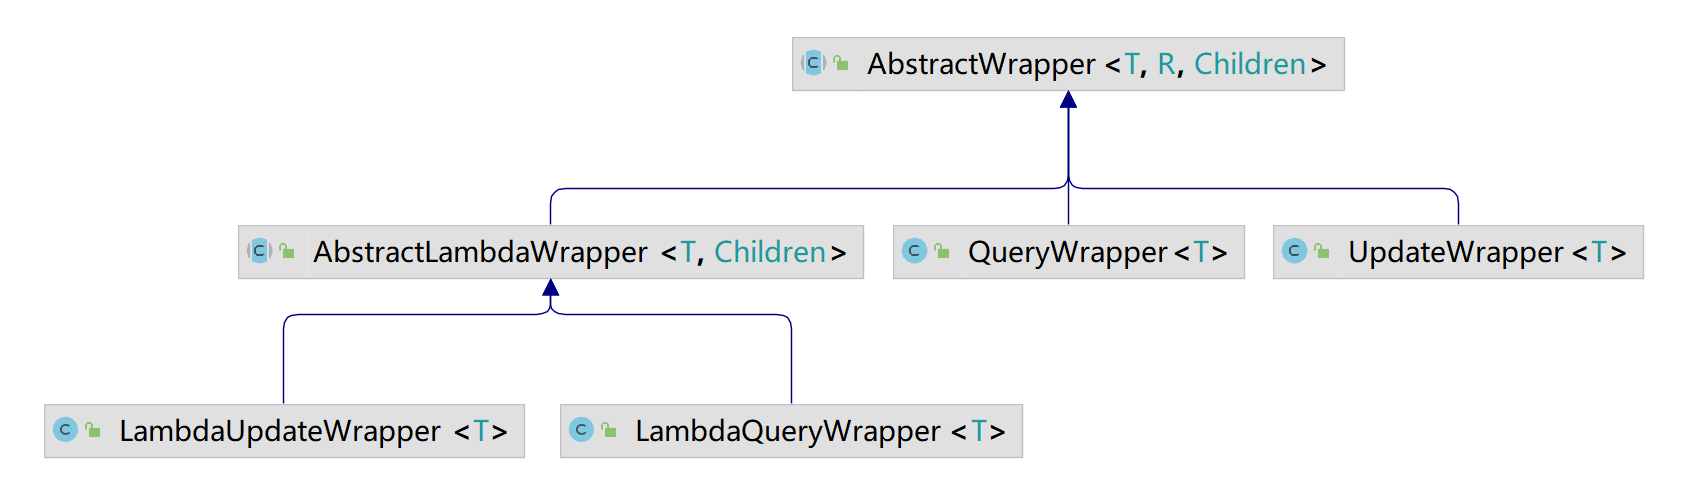 C AbstractWrapper <T, R, Children>
C AbstractLambdaWrapper <T, Children>
C QueryWrapper <T>
C UpdateWrapper <T>
C LambdaUpdateWrapper <T>
C LambdaQueryWrapper <T>